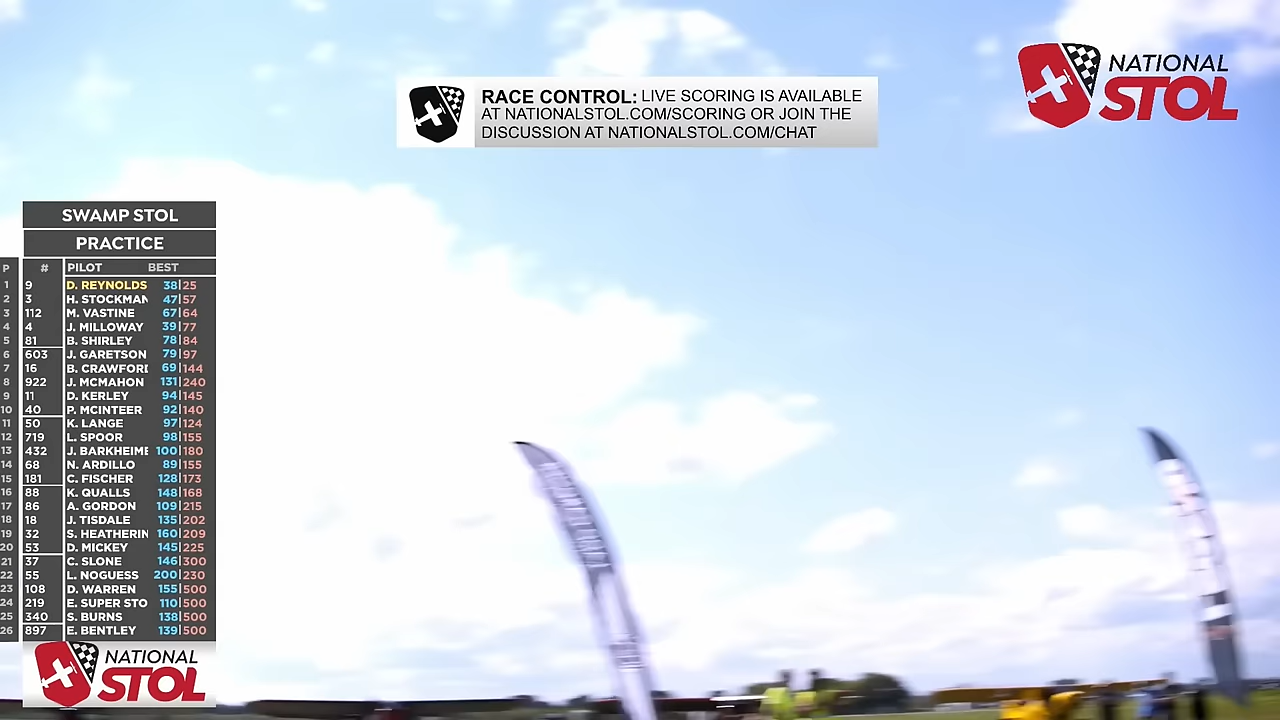 NATIONAL
STOL
RACE CONTROL: LIVE SCORING IS AVAILABLE
AT NATIONALSTOL.COM/SCORING OR JOIN THE
DISCUSSION AT NATIONALSTOL.COM/CHAT
SWAMP STOL
PRACTICE
P # PILOT BEST
1 9 D. REYNOLDS 38|25
2 3 H. STOCKMAN 47|57
3 112 M. VASTINE 67|64
4 4 J. MILLOWAY 39|77
5 81 B. SHIRLEY 78|84
6 603 J. GARETSON 79|97
7 16 B. CRAWFORD 69|144
8 922 J. MCMAHON 131|240
9 11 D. KERLEY 94|145
10 40 P. MCINTEER 92|140
11 50 K. LANGE 97|124
12 719 L. SPOOR 98|155
13 432 J. BARKHEIME 100|180
14 68 N. ARDILLO 89|155
15 181 C. FISCHER 128|173
16 88 K. QUALLS 148|168
17 86 A. GORDON 109|215
18 18 J. TISDALE 135|202
19 32 S. HEATHERIN 160|209
20 53 D. MICKEY 145|225
21 37 C. SLONE 146|300
22 55 L. NOGUESS 200|230
23 108 D. WARREN 155|500
24 219 E. SUPER STO 110|500
25 340 S. BURNS 138|500
26 897 E. BENTLEY 139|500
NATIONAL
STOL